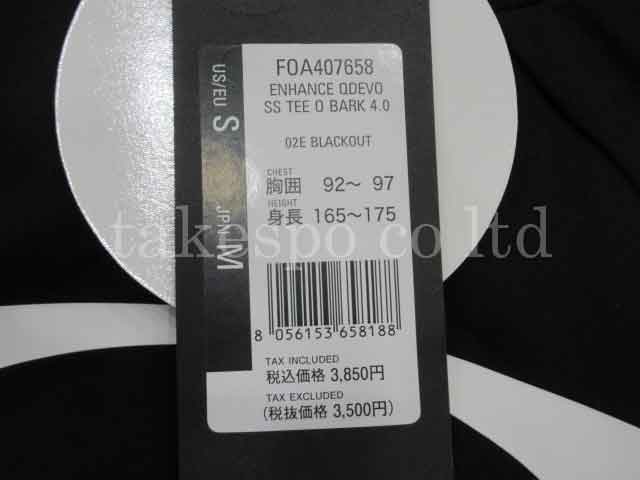 FOA407658
ENHANCE QDEVO
SS TEE O BARK 4.0
02E BLACKOUT
US/EU S
JPN M
CHEST
胸囲 92～ 97
HEIGHT
身長 165～175
takespo co ltd
8 056153 658188
TAX INCLUDED
税込価格 3,850円
TAX EXCLUDED
(税抜価格 3,500円)